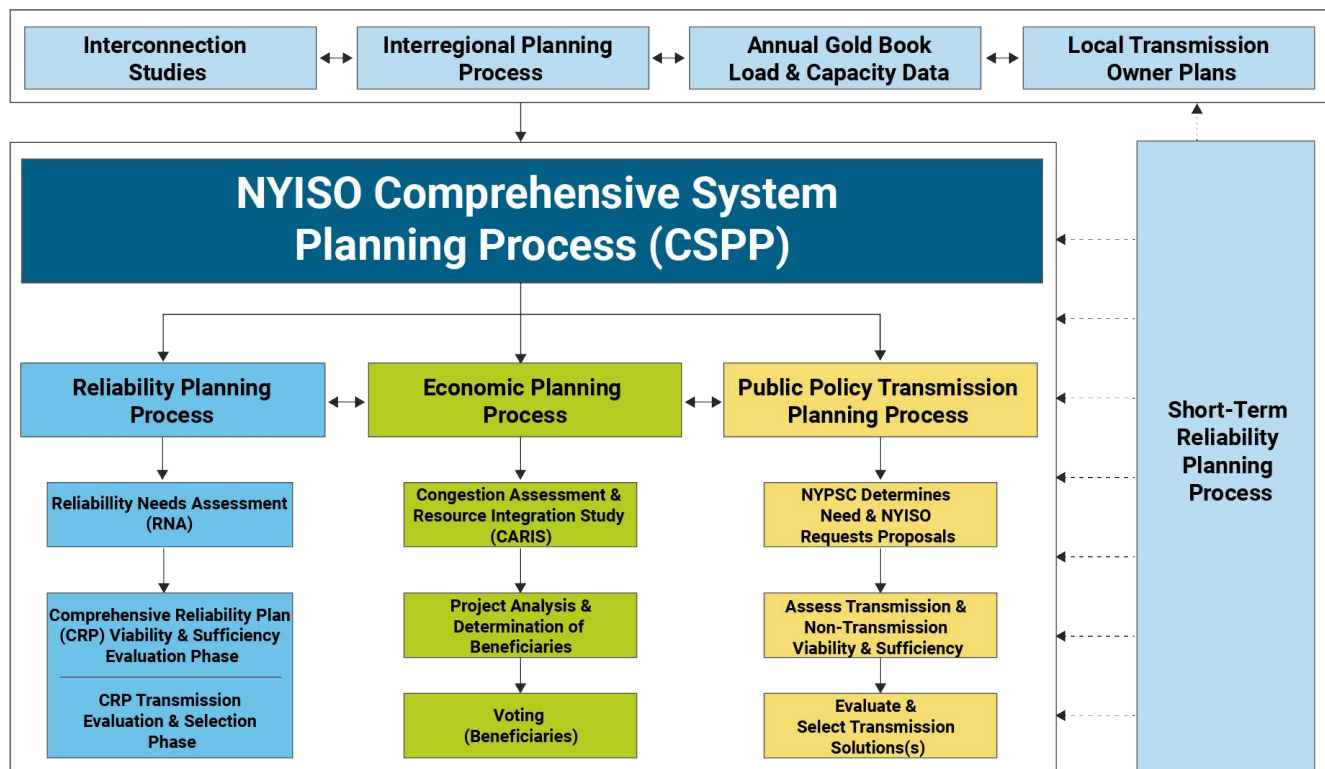 Interconnection
Studies
Interregional Planning
Process
Annual Gold Book
Load & Capacity Data
Local Transmission
Owner Plans
NYISO Comprehensive System
Planning Process (CSPP)
Reliability Planning
Process
Economic Planning
Process
Public Policy Transmission
Planning Process
Short-Term
Reliability
Planning
Process
Reliabillity Needs Assessment
(RNA)
Congestion Assessment &
Resource Integration Study
(CARIS)
NYPSC Determines
Need & NYISO
Requests Proposals
Comprehensive Reliability Plan
(CRP) Viability & Sufficiency
Evaluation Phase
CRP Transmission
Evaluation & Selection
Phase
Project Analysis &
Determination of
Beneficiaries
Assess Transmission &
Non-Transmission
Viability & Sufficiency
Voting
(Beneficiaries)
Evaluate &
Select Transmission
Solutions(s)